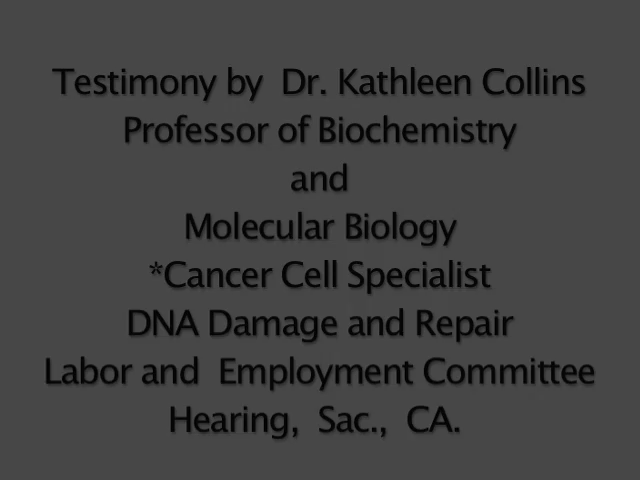 Testimony by Dr. Kathleen Collins
Professor of Biochemistry
and
Molecular Biology
*Cancer Cell Specialist
DNA Damage and Repair
Labor and Employment Committee
Hearing, Sac., CA.